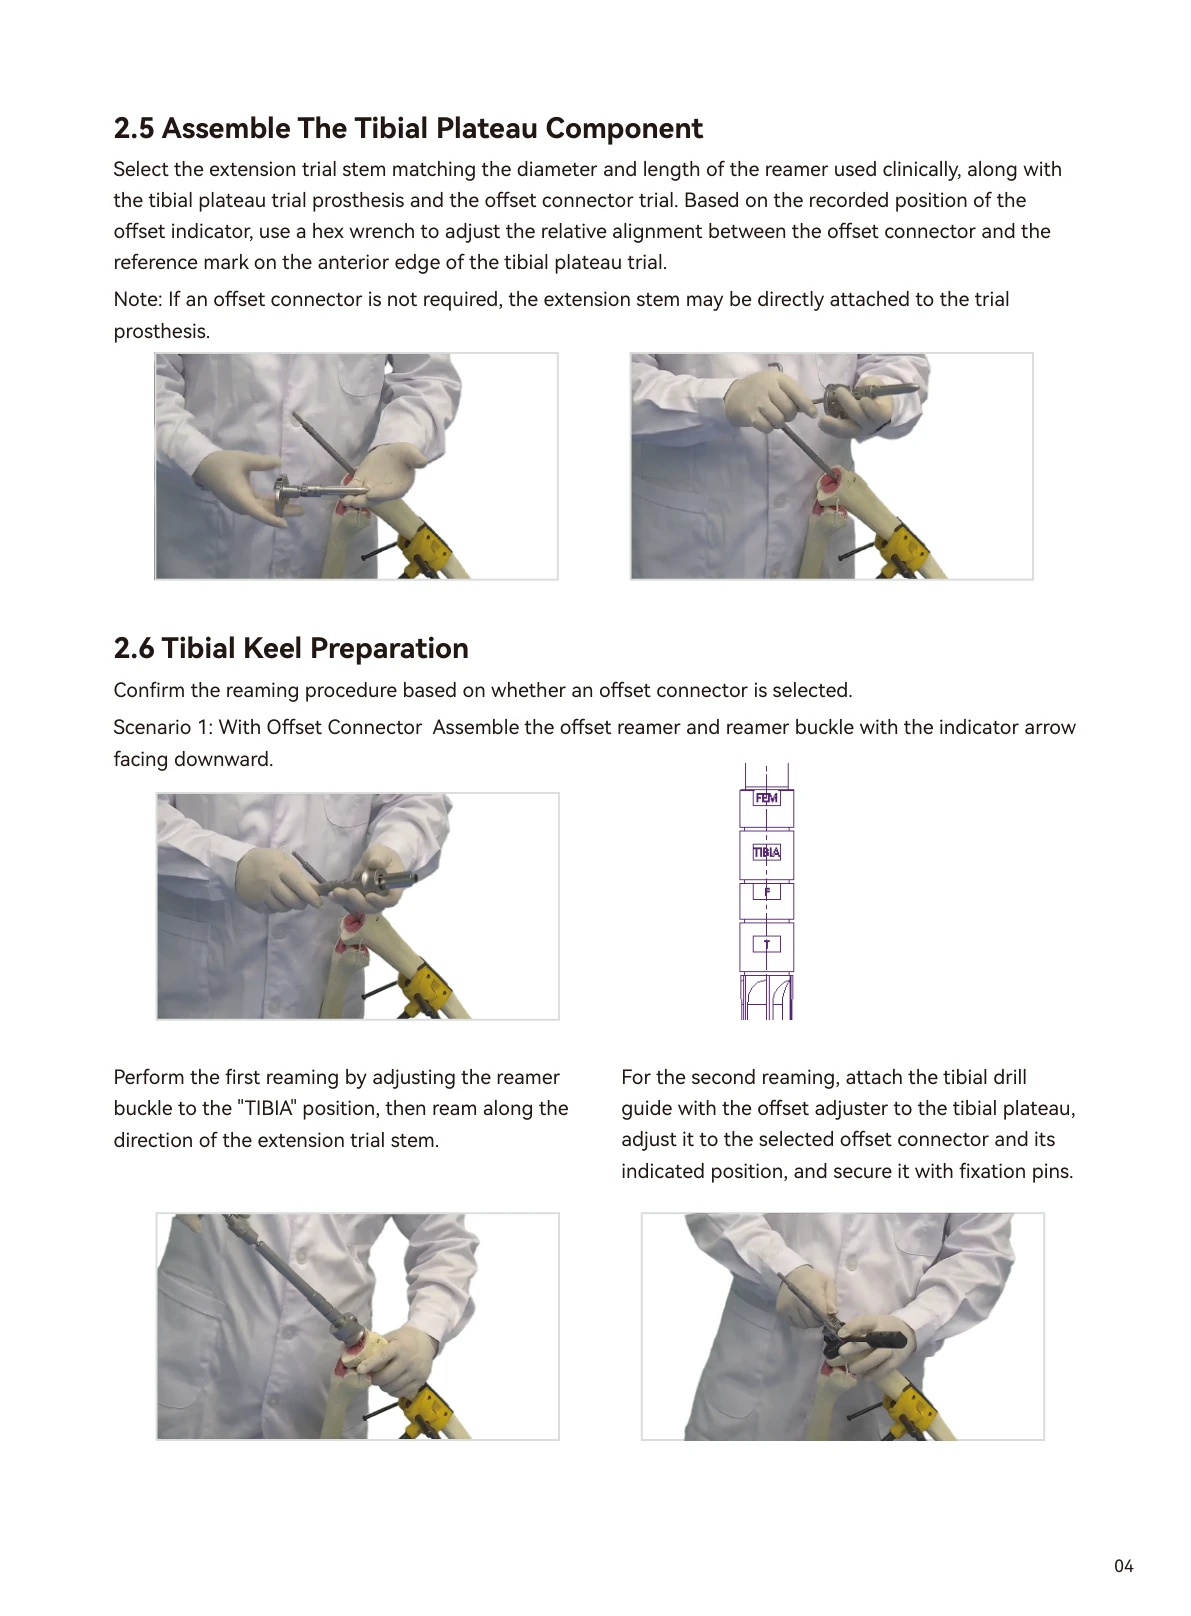 2.5 Assemble The Tibial Plateau Component
Select the extension trial stem matching the diameter and length of the reamer used clinically, along with
the tibial plateau trial prosthesis and the offset connector trial. Based on the recorded position of the
offset indicator, use a hex wrench to adjust the relative alignment between the offset connector and the
reference mark on the anterior edge of the tibial plateau trial.
Note: If an offset connector is not required, the extension stem may be directly attached to the trial
prosthesis.
2.6 Tibial Keel Preparation
Confirm the reaming procedure based on whether an offset connector is selected.
Scenario 1: With Offset Connector  Assemble the offset reamer and reamer buckle with the indicator arrow
facing downward.
FEM
TIBIA
F
T
Perform the first reaming by adjusting the reamer
buckle to the "TIBIA" position, then ream along the
direction of the extension trial stem.
For the second reaming, attach the tibial drill
guide with the offset adjuster to the tibial plateau,
adjust it to the selected offset connector and its
indicated position, and secure it with fixation pins.
04